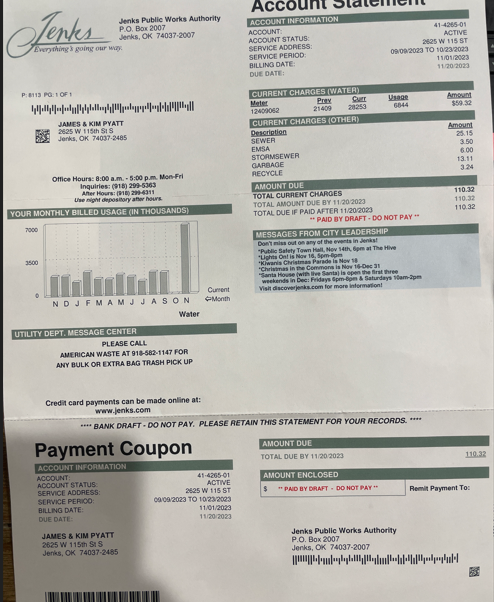 Jenks
Everything's going our way.
Jenks Public Works Authority
P.O. Box 2007
Jenks, OK 74037-2007
Account Statement
ACCOUNT INFORMATION
ACCOUNT: 41-4265-01
ACCOUNT STATUS: ACTIVE
SERVICE ADDRESS: 2625 W 115 ST
SERVICE PERIOD: 09/09/2023 TO 10/23/2023
BILLING DATE: 11/01/2023
DUE DATE: 11/20/2023
P: 8113 PG: 1 OF 1
JAMES & KIM PYATT
2625 W 115th St S
Jenks, OK 74037-2485
CURRENT CHARGES (WATER)
Meter Prev Curr Usage Amount
12409062 21409 28253 6844 $59.32
CURRENT CHARGES (OTHER)
Description Amount
SEWER 25.15
EMSA 3.50
STORMSEWER 6.00
GARBAGE 13.11
RECYCLE 3.24
Office Hours: 8:00 a.m. - 5:00 p.m. Mon-Fri
Inquiries: (918) 299-5363
After Hours: (918) 299-6311
Use night depository after hours.
AMOUNT DUE
TOTAL CURRENT CHARGES 110.32
TOTAL AMOUNT DUE BY 11/20/2023 110.32
TOTAL DUE IF PAID AFTER 11/20/2023 110.32
** PAID BY DRAFT - DO NOT PAY **
YOUR MONTHLY BILLED USAGE (IN THOUSANDS)
7000
3500
0
N D J F M A M J J A S O N
Current
Month
Water
MESSAGES FROM CITY LEADERSHIP
Don't miss out on any of the events in Jenks!
*Public Safety Town Hall, Nov 14th, 6pm at The Hive
*Lights On! is Nov 16, 5pm-8pm
*Kiwanis Christmas Parade is Nov 18
*Christmas in the Commons is Nov 16-Dec 31
*Santa House (with live Santa) is open the first three
weekends in Dec: Fridays 6pm-8pm & Saturdays 10am-2pm
Visit discoverjenks.com for more information!
UTILITY DEPT. MESSAGE CENTER
PLEASE CALL
AMERICAN WASTE AT 918-582-1147 FOR
ANY BULK OR EXTRA BAG TRASH PICK UP
Credit card payments can be made online at:
www.jenks.com
**** BANK DRAFT - DO NOT PAY. PLEASE RETAIN THIS STATEMENT FOR YOUR RECORDS. ****
Payment Coupon
ACCOUNT INFORMATION
ACCOUNT: 41-4265-01
ACCOUNT STATUS: ACTIVE
SERVICE ADDRESS: 2625 W 115 ST
SERVICE PERIOD: 09/09/2023 TO 10/23/2023
BILLING DATE: 11/01/2023
DUE DATE: 11/20/2023
AMOUNT DUE
TOTAL DUE BY 11/20/2023 110.32
AMOUNT ENCLOSED
$ ** PAID BY DRAFT - DO NOT PAY ** Remit Payment To:
JAMES & KIM PYATT
2625 W 115th St S
Jenks, OK 74037-2485
Jenks Public Works Authority
P.O. Box 2007
Jenks, OK 74037-2007